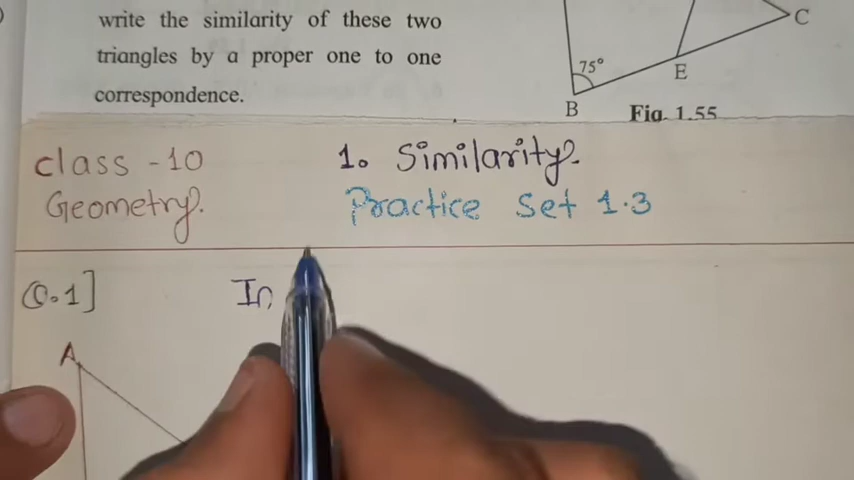 write the similarity of these two
triangles by a proper one to one
correspondence.
C
75°
E
B
Fig. 1.55
class - 10
1. Similarity.
Geometry.
Practice Set 1.3
Q.1]
In
A